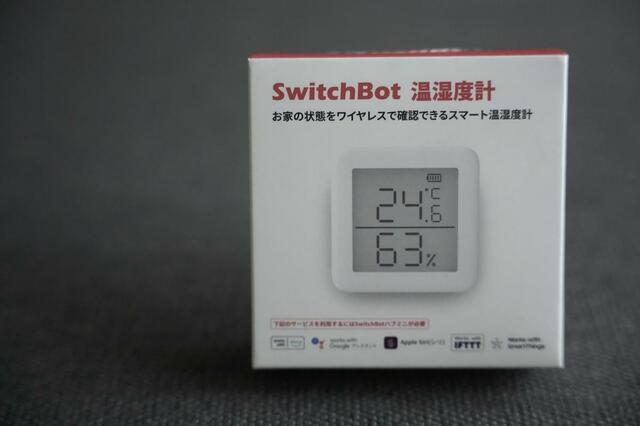 SwitchBot 温湿度計
お家の状態をワイヤレスで確認できるスマート温湿度計
24.6 °C
63 %
下記のサービスを利用するにはSwitchBotハブミニが必要
works with Google アシスタント
Apple Siri(シリ)
Works with IFTTT
Works with SmartThings